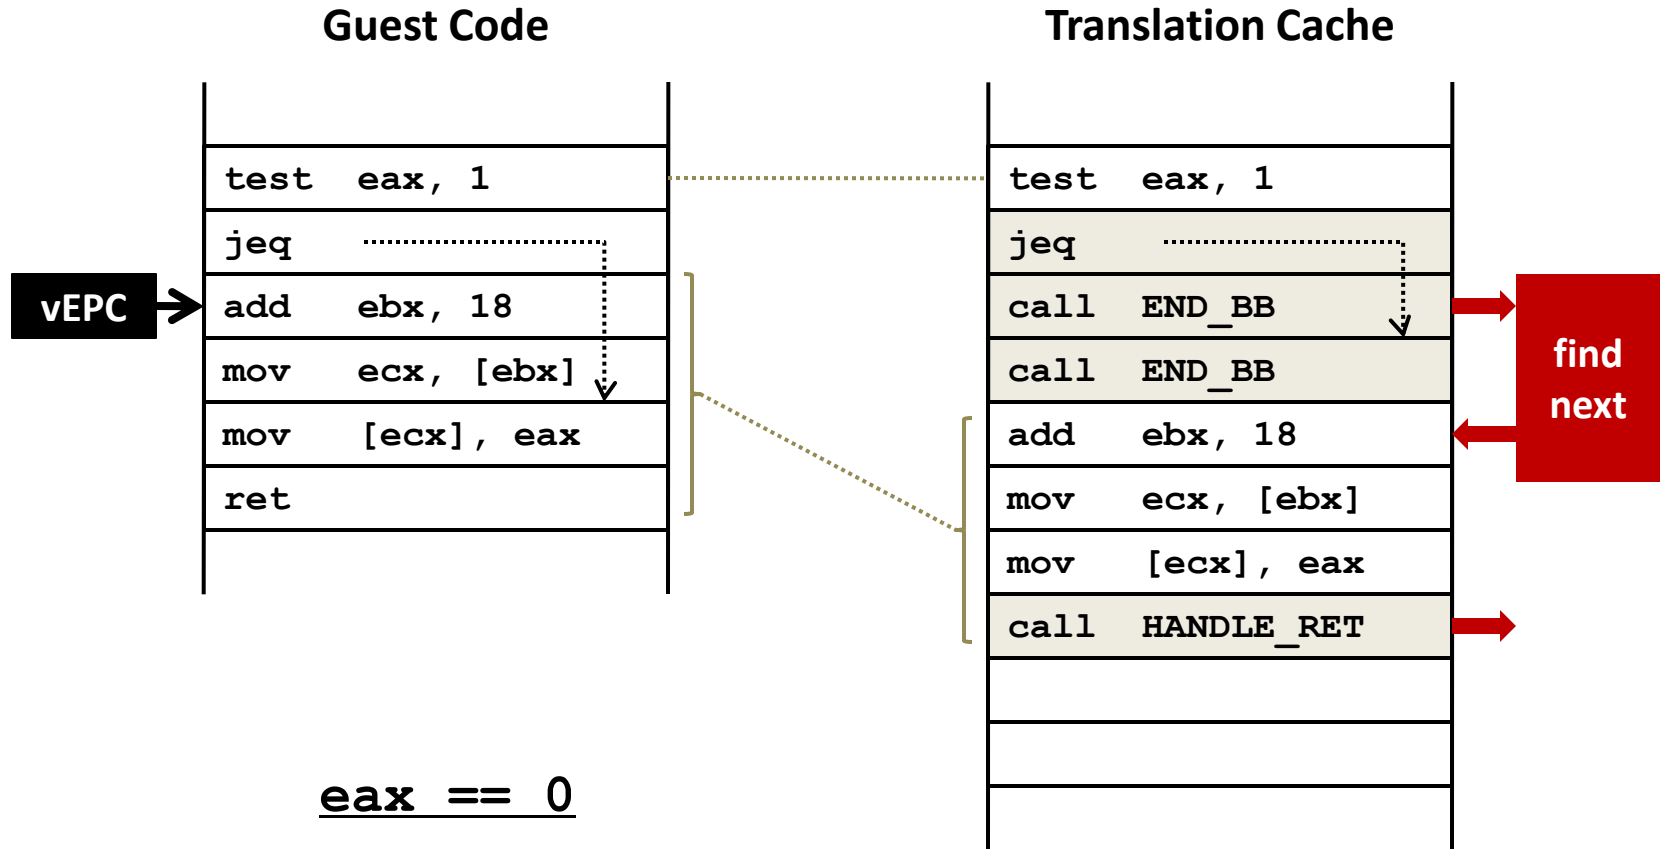 Guest Code
Translation Cache
test eax, 1
jeq
vEPC
add ebx, 18
mov ecx, [ebx]
mov [ecx], eax
ret
eax == 0
test eax, 1
jeq
call END_BB
call END_BB
add ebx, 18
mov ecx, [ebx]
mov [ecx], eax
call HANDLE_RET
find
next